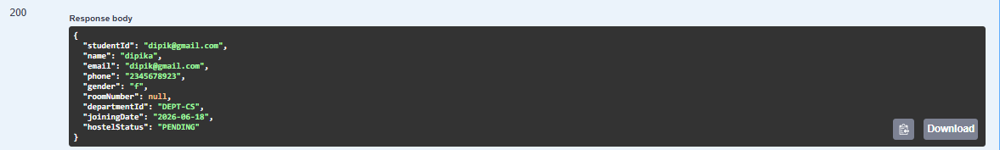 200
Response body
{
  "studentId": "dipik@gmail.com",
  "name": "dipika",
  "email": "dipik@gmail.com",
  "phone": "2345678923",
  "gender": "f",
  "roomNumber": null,
  "departmentId": "DEPT-CS",
  "joiningDate": "2026-06-18",
  "hostelStatus": "PENDING"
}
Download